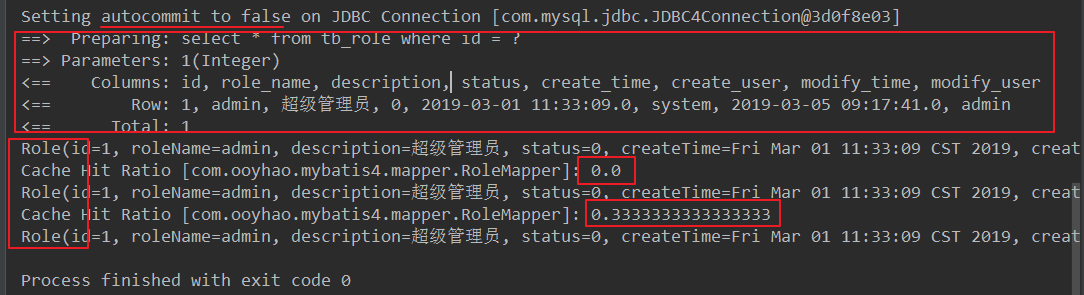 Setting autocommit to false on JDBC Connection [com.mysql.jdbc.JDBC4Connection@3d0f8e03]
==>  Preparing: select * from tb_role where id = ?
==> Parameters: 1(Integer)
<==    Columns: id, role_name, description, status, create_time, create_user, modify_time, modify_user
<==        Row: 1, admin, 超级管理员, 0, 2019-03-01 11:33:09.0, system, 2019-03-05 09:17:41.0, admin
<==      Total: 1
Role(id=1, roleName=admin, description=超级管理员, status=0, createTime=Fri Mar 01 11:33:09 CST 2019, creat
Cache Hit Ratio [com.ooyhao.mybatis4.mapper.RoleMapper]: 0.0
Role(id=1, roleName=admin, description=超级管理员, status=0, createTime=Fri Mar 01 11:33:09 CST 2019, creat
Cache Hit Ratio [com.ooyhao.mybatis4.mapper.RoleMapper]: 0.3333333333333333
Role(id=1, roleName=admin, description=超级管理员, status=0, createTime=Fri Mar 01 11:33:09 CST 2019, creat
Process finished with exit code 0